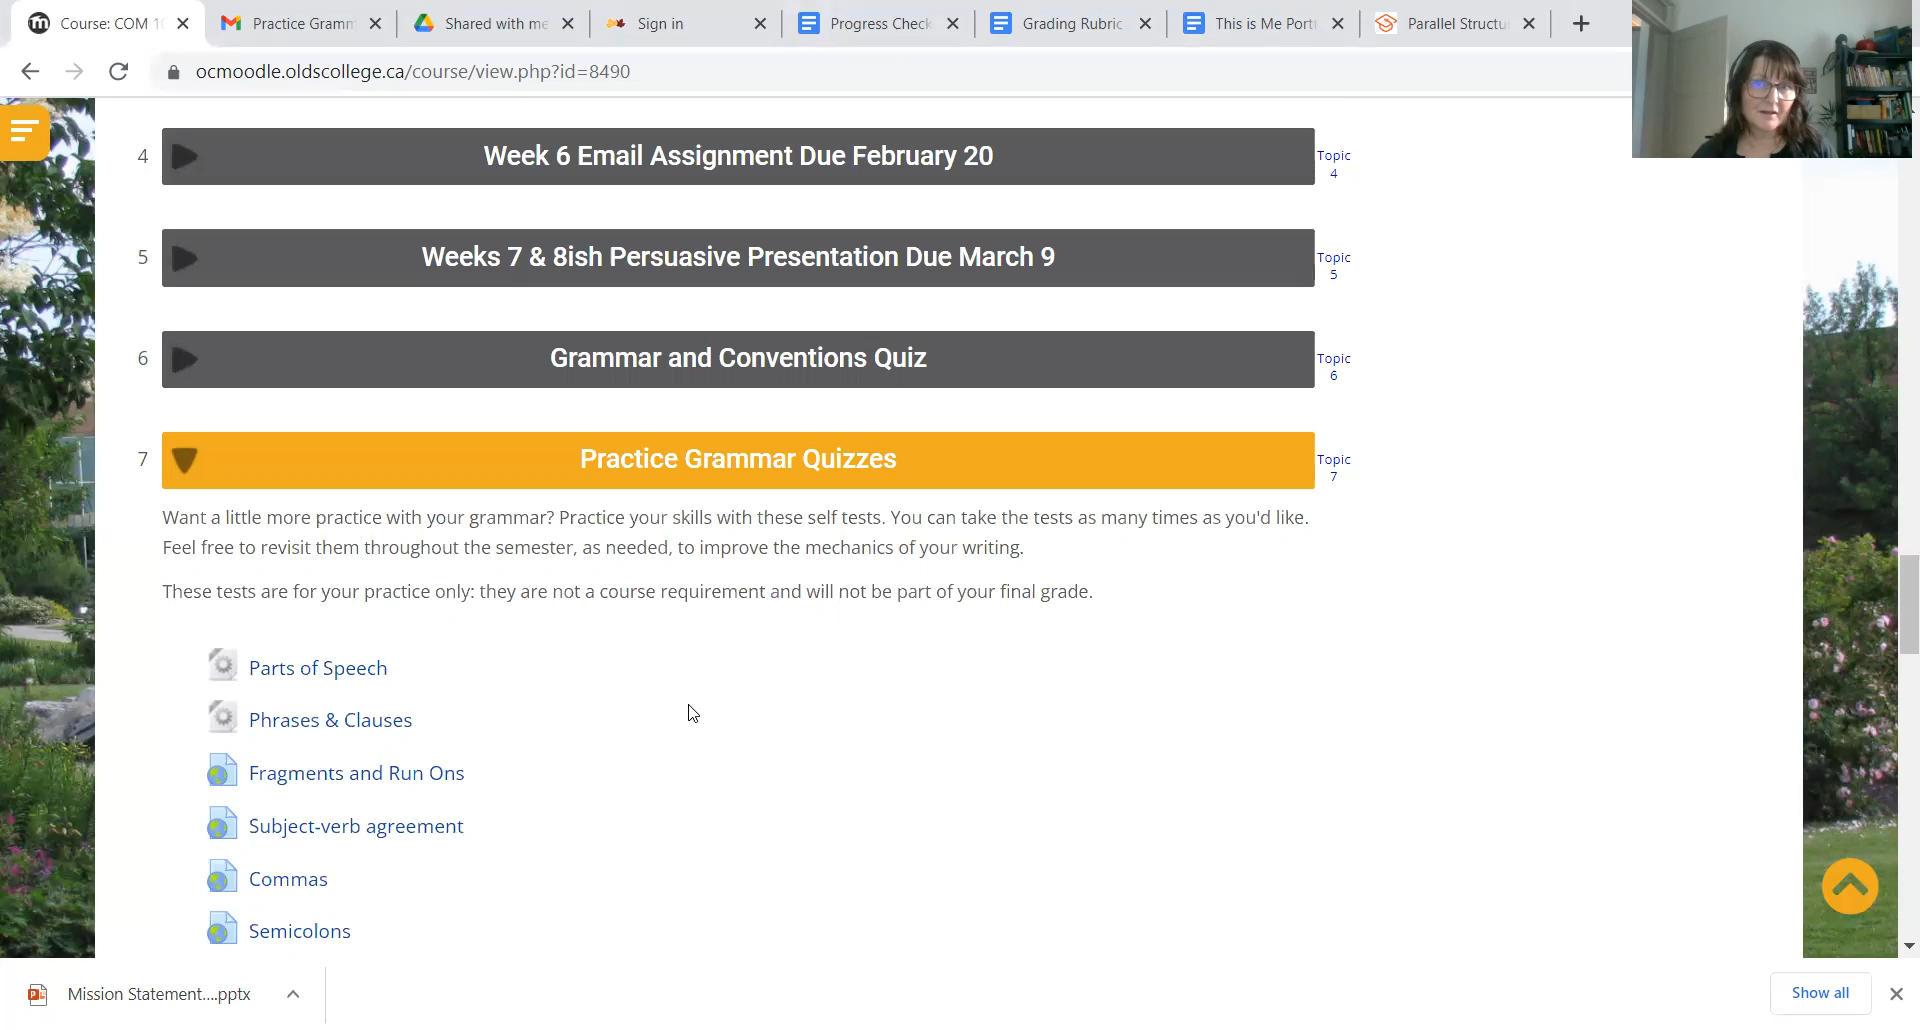 Course: COM 10
Practice Gramm
Shared with me
Sign in
Progress Check
Grading Rubric
This is Me Portf
Parallel Structu
ocmoodle.oldscollege.ca/course/view.php?id=8490
4
Week 6 Email Assignment Due February 20
Topic
4
5
Weeks 7 & 8ish Persuasive Presentation Due March 9
Topic
5
6
Grammar and Conventions Quiz
Topic
6
7
Practice Grammar Quizzes
Topic
7
Want a little more practice with your grammar? Practice your skills with these self tests. You can take the tests as many times as you'd like.
Feel free to revisit them throughout the semester, as needed, to improve the mechanics of your writing.
These tests are for your practice only: they are not a course requirement and will not be part of your final grade.
Parts of Speech
Phrases & Clauses
Fragments and Run Ons
Subject-verb agreement
Commas
Semicolons
Mission Statement....pptx
Show all